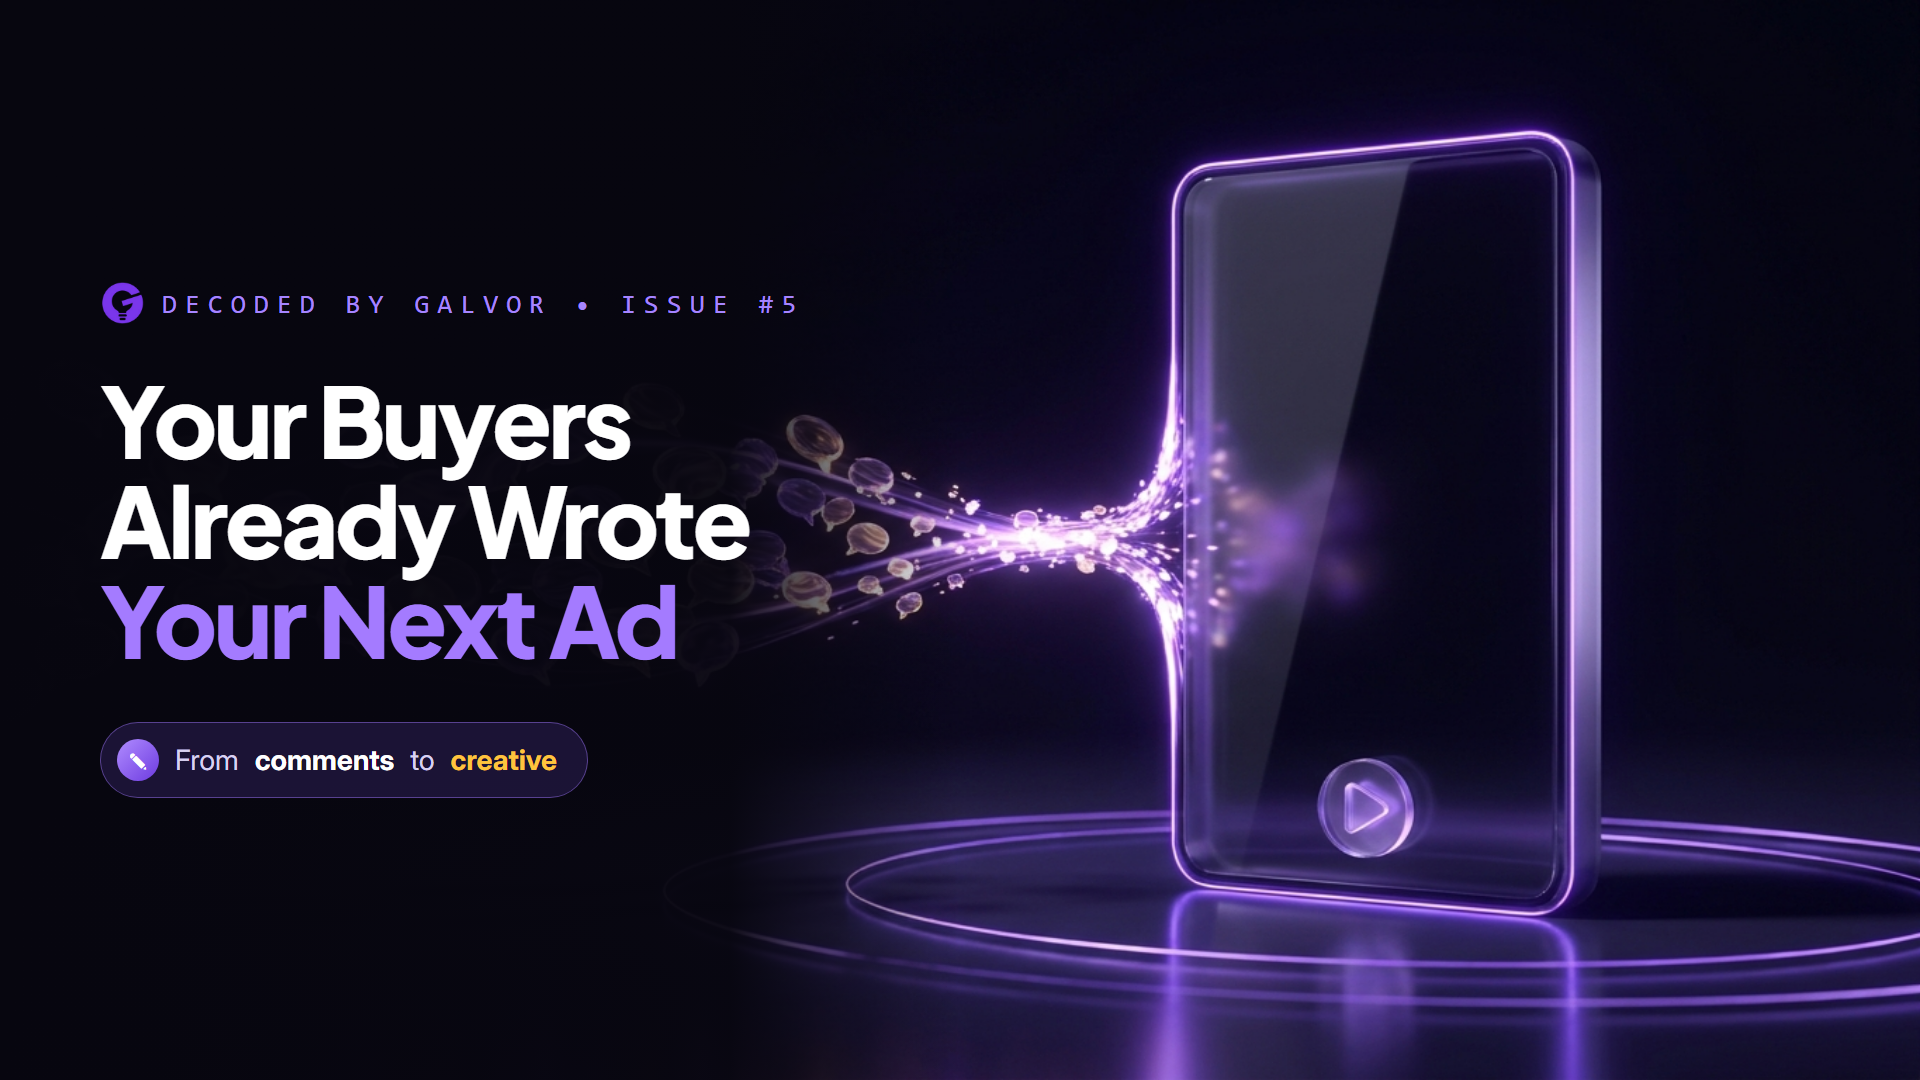 DECODED BY GALVOR • ISSUE #5
Your Buyers
Already Wrote
Your Next Ad
From comments to creative